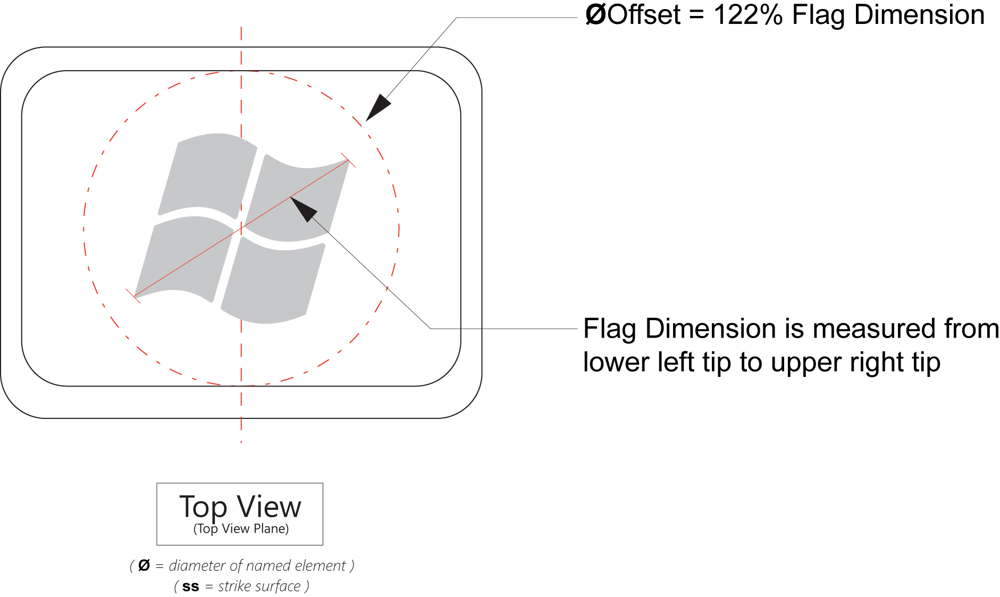 ØOffset = 122% Flag Dimension
Flag Dimension is measured from
lower left tip to upper right tip
Top View
(Top View Plane)
( Ø = diameter of named element )
( ss = strike surface )